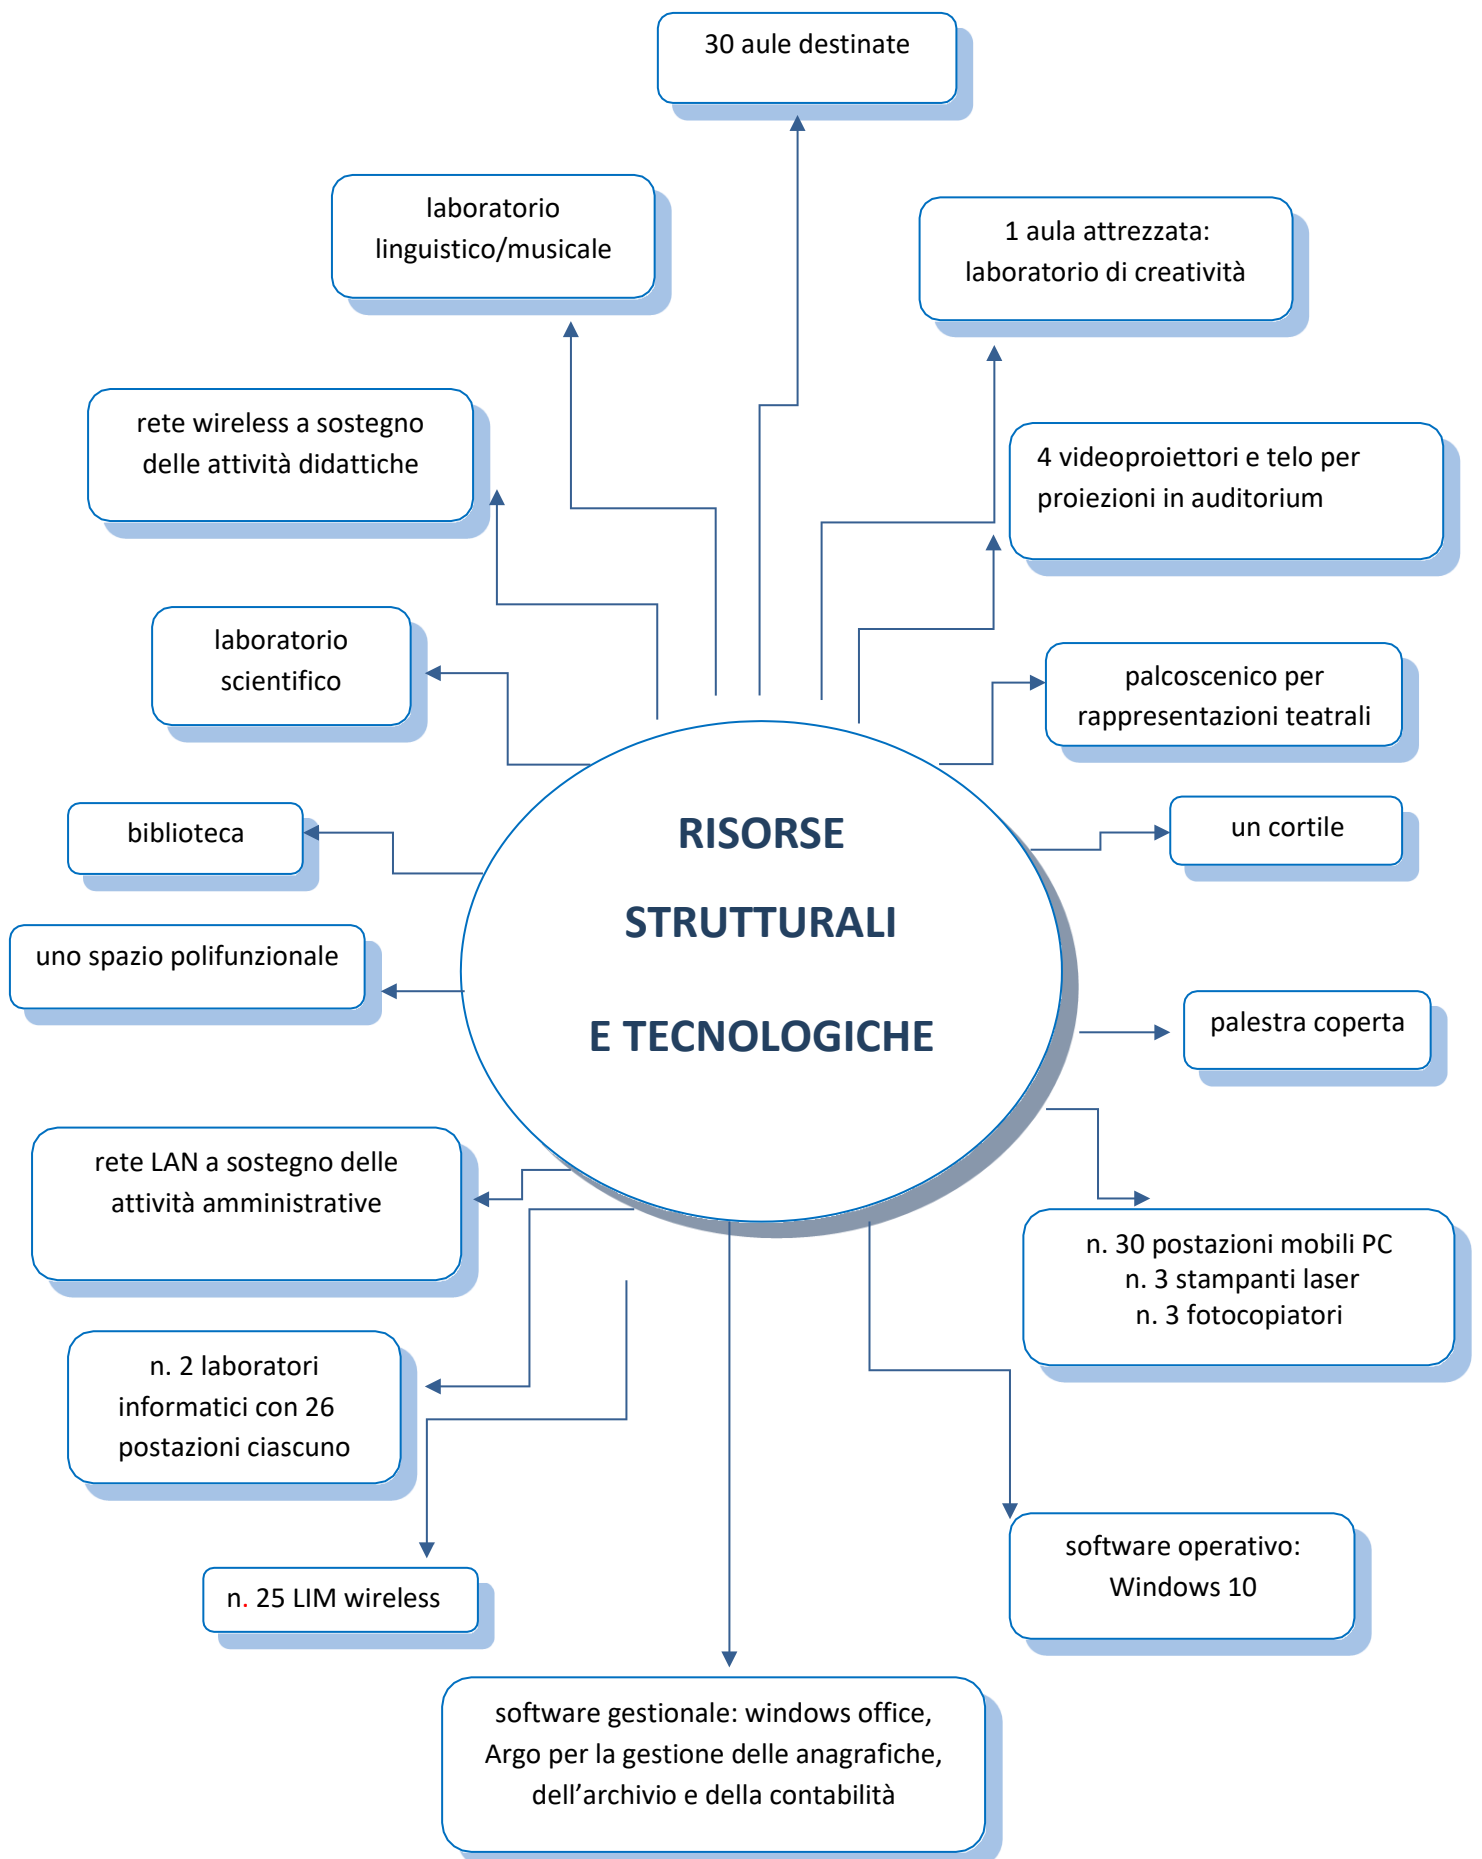 30 aule destinate
laboratorio
linguistico/musicale
1 aula attrezzata:
laboratorio di creatività
rete wireless a sostegno
delle attività didattiche
4 videoproiettori e telo per
proiezioni in auditorium
laboratorio
scientifico
palcoscenico per
rappresentazioni teatrali
biblioteca
un cortile
RISORSE
STRUTTURALI
E TECNOLOGICHE
uno spazio polifunzionale
palestra coperta
rete LAN a sostegno delle
attività amministrative
n. 30 postazioni mobili PC
n. 3 stampanti laser
n. 3 fotocopiatori
n. 2 laboratori
informatici con 26
postazioni ciascuno
software operativo:
Windows 10
n. 25 LIM wireless
software gestionale: windows office,
Argo per la gestione delle anagrafiche,
dell’archivio e della contabilità